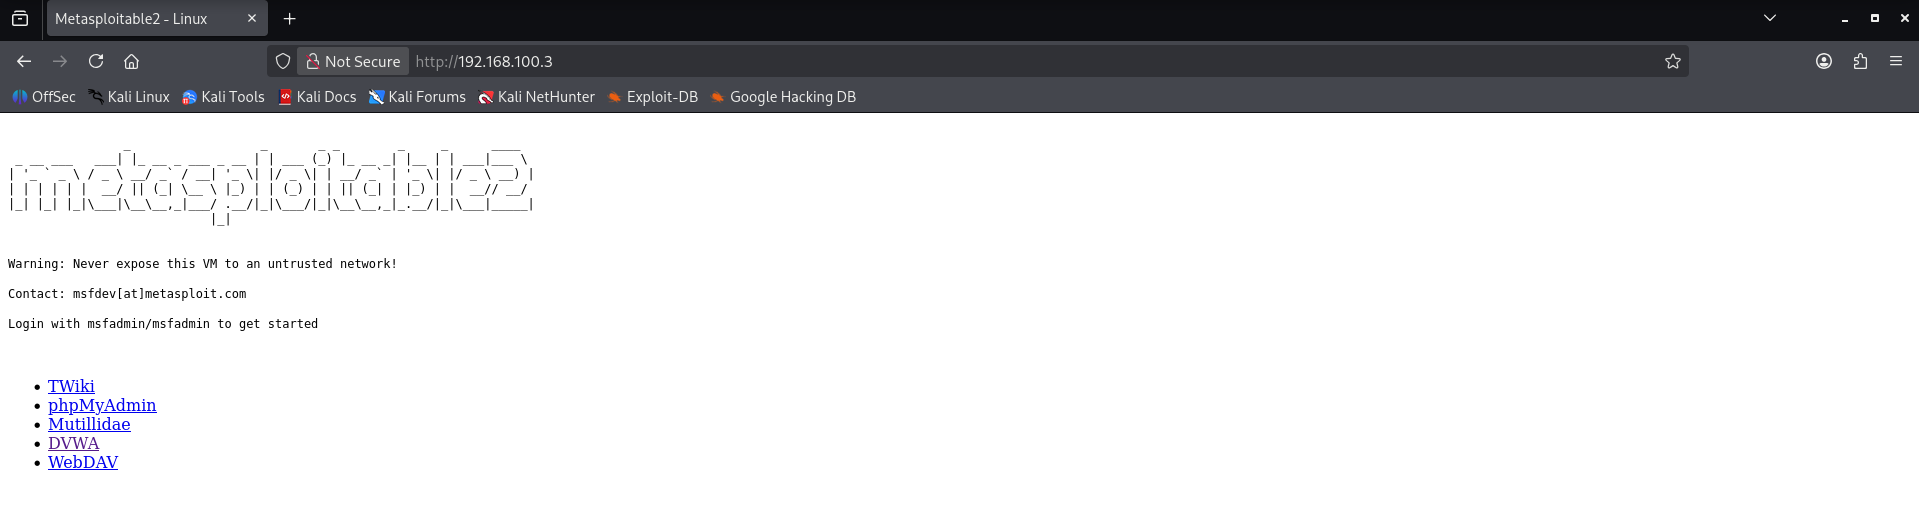 Metasploitable2 - Linux
Not Secure http://192.168.100.3
OffSec Kali Linux Kali Tools Kali Docs Kali Forums Kali NetHunter Exploit-DB Google Hacking DB
metasploitable2
Warning: Never expose this VM to an untrusted network!
Contact: msfdev[at]metasploit.com
Login with msfadmin/msfadmin to get started
TWiki
phpMyAdmin
Mutillidae
DVWA
WebDAV